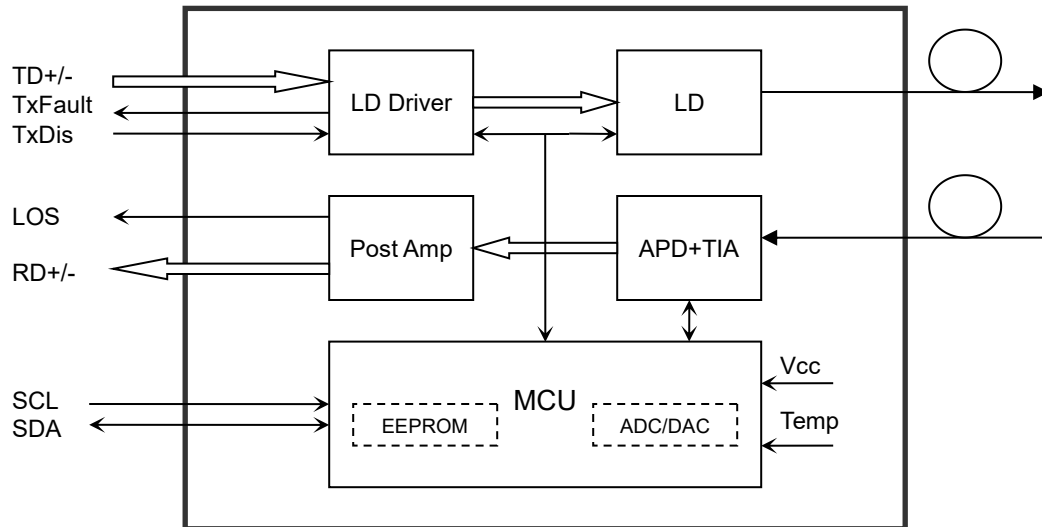 TD+/-
TxFault
TxDis
LD Driver
LD
LOS
RD+/-
Post Amp
APD+TIA
SCL
SDA
MCU
EEPROM
ADC/DAC
Vcc
Temp